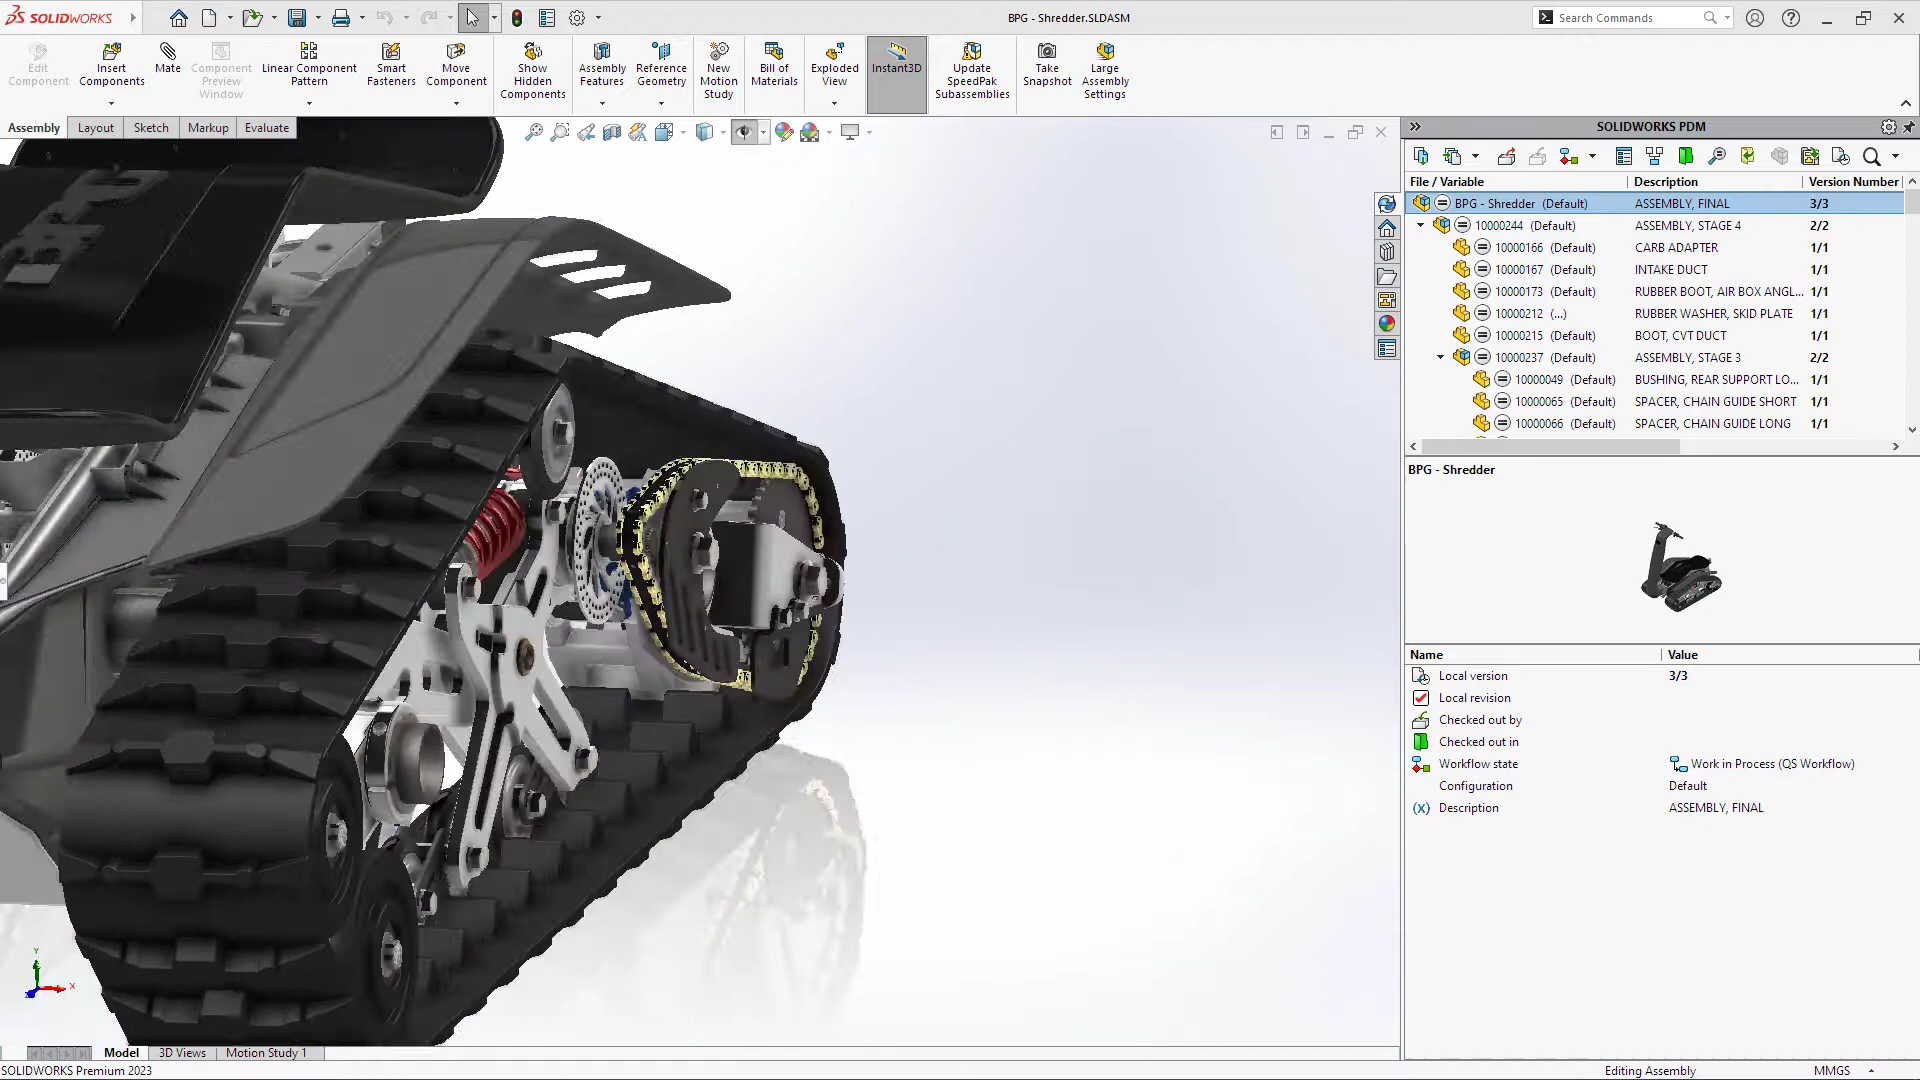 SOLIDWORKS
BPG - Shredder.SLDASM
Search Commands
Edit
Component
Insert
Components
Mate
Component
Preview
Window
Linear Component
Pattern
Smart
Fasteners
Move
Component
Show
Hidden
Components
Assembly
Features
Reference
Geometry
New
Motion
Study
Bill of
Materials
Exploded
View
Instant3D
Update
SpeedPak
Subassemblies
Take
Snapshot
Large
Assembly
Settings
Assembly Layout Sketch Markup Evaluate
SOLIDWORKS PDM
File / Variable Description Version Number
BPG - Shredder (Default) ASSEMBLY, FINAL 3/3
10000244 (Default) ASSEMBLY, STAGE 4 2/2
10000166 (Default) CARB ADAPTER 1/1
10000167 (Default) INTAKE DUCT 1/1
10000173 (Default) RUBBER BOOT, AIR BOX ANGL... 1/1
10000212 (...) RUBBER WASHER, SKID PLATE 1/1
10000215 (Default) BOOT, CVT DUCT 1/1
10000237 (Default) ASSEMBLY, STAGE 3 2/2
10000049 (Default) BUSHING, REAR SUPPORT LO... 1/1
10000065 (Default) SPACER, CHAIN GUIDE SHORT 1/1
10000066 (Default) SPACER, CHAIN GUIDE LONG 1/1
BPG - Shredder
Name Value
Local version 3/3
Local revision
Checked out by
Checked out in
Workflow state Work in Process (QS Workflow)
Configuration Default
(x) Description ASSEMBLY, FINAL
Y
X
Model 3D Views Motion Study 1
SOLIDWORKS Premium 2023 Editing Assembly MMGS